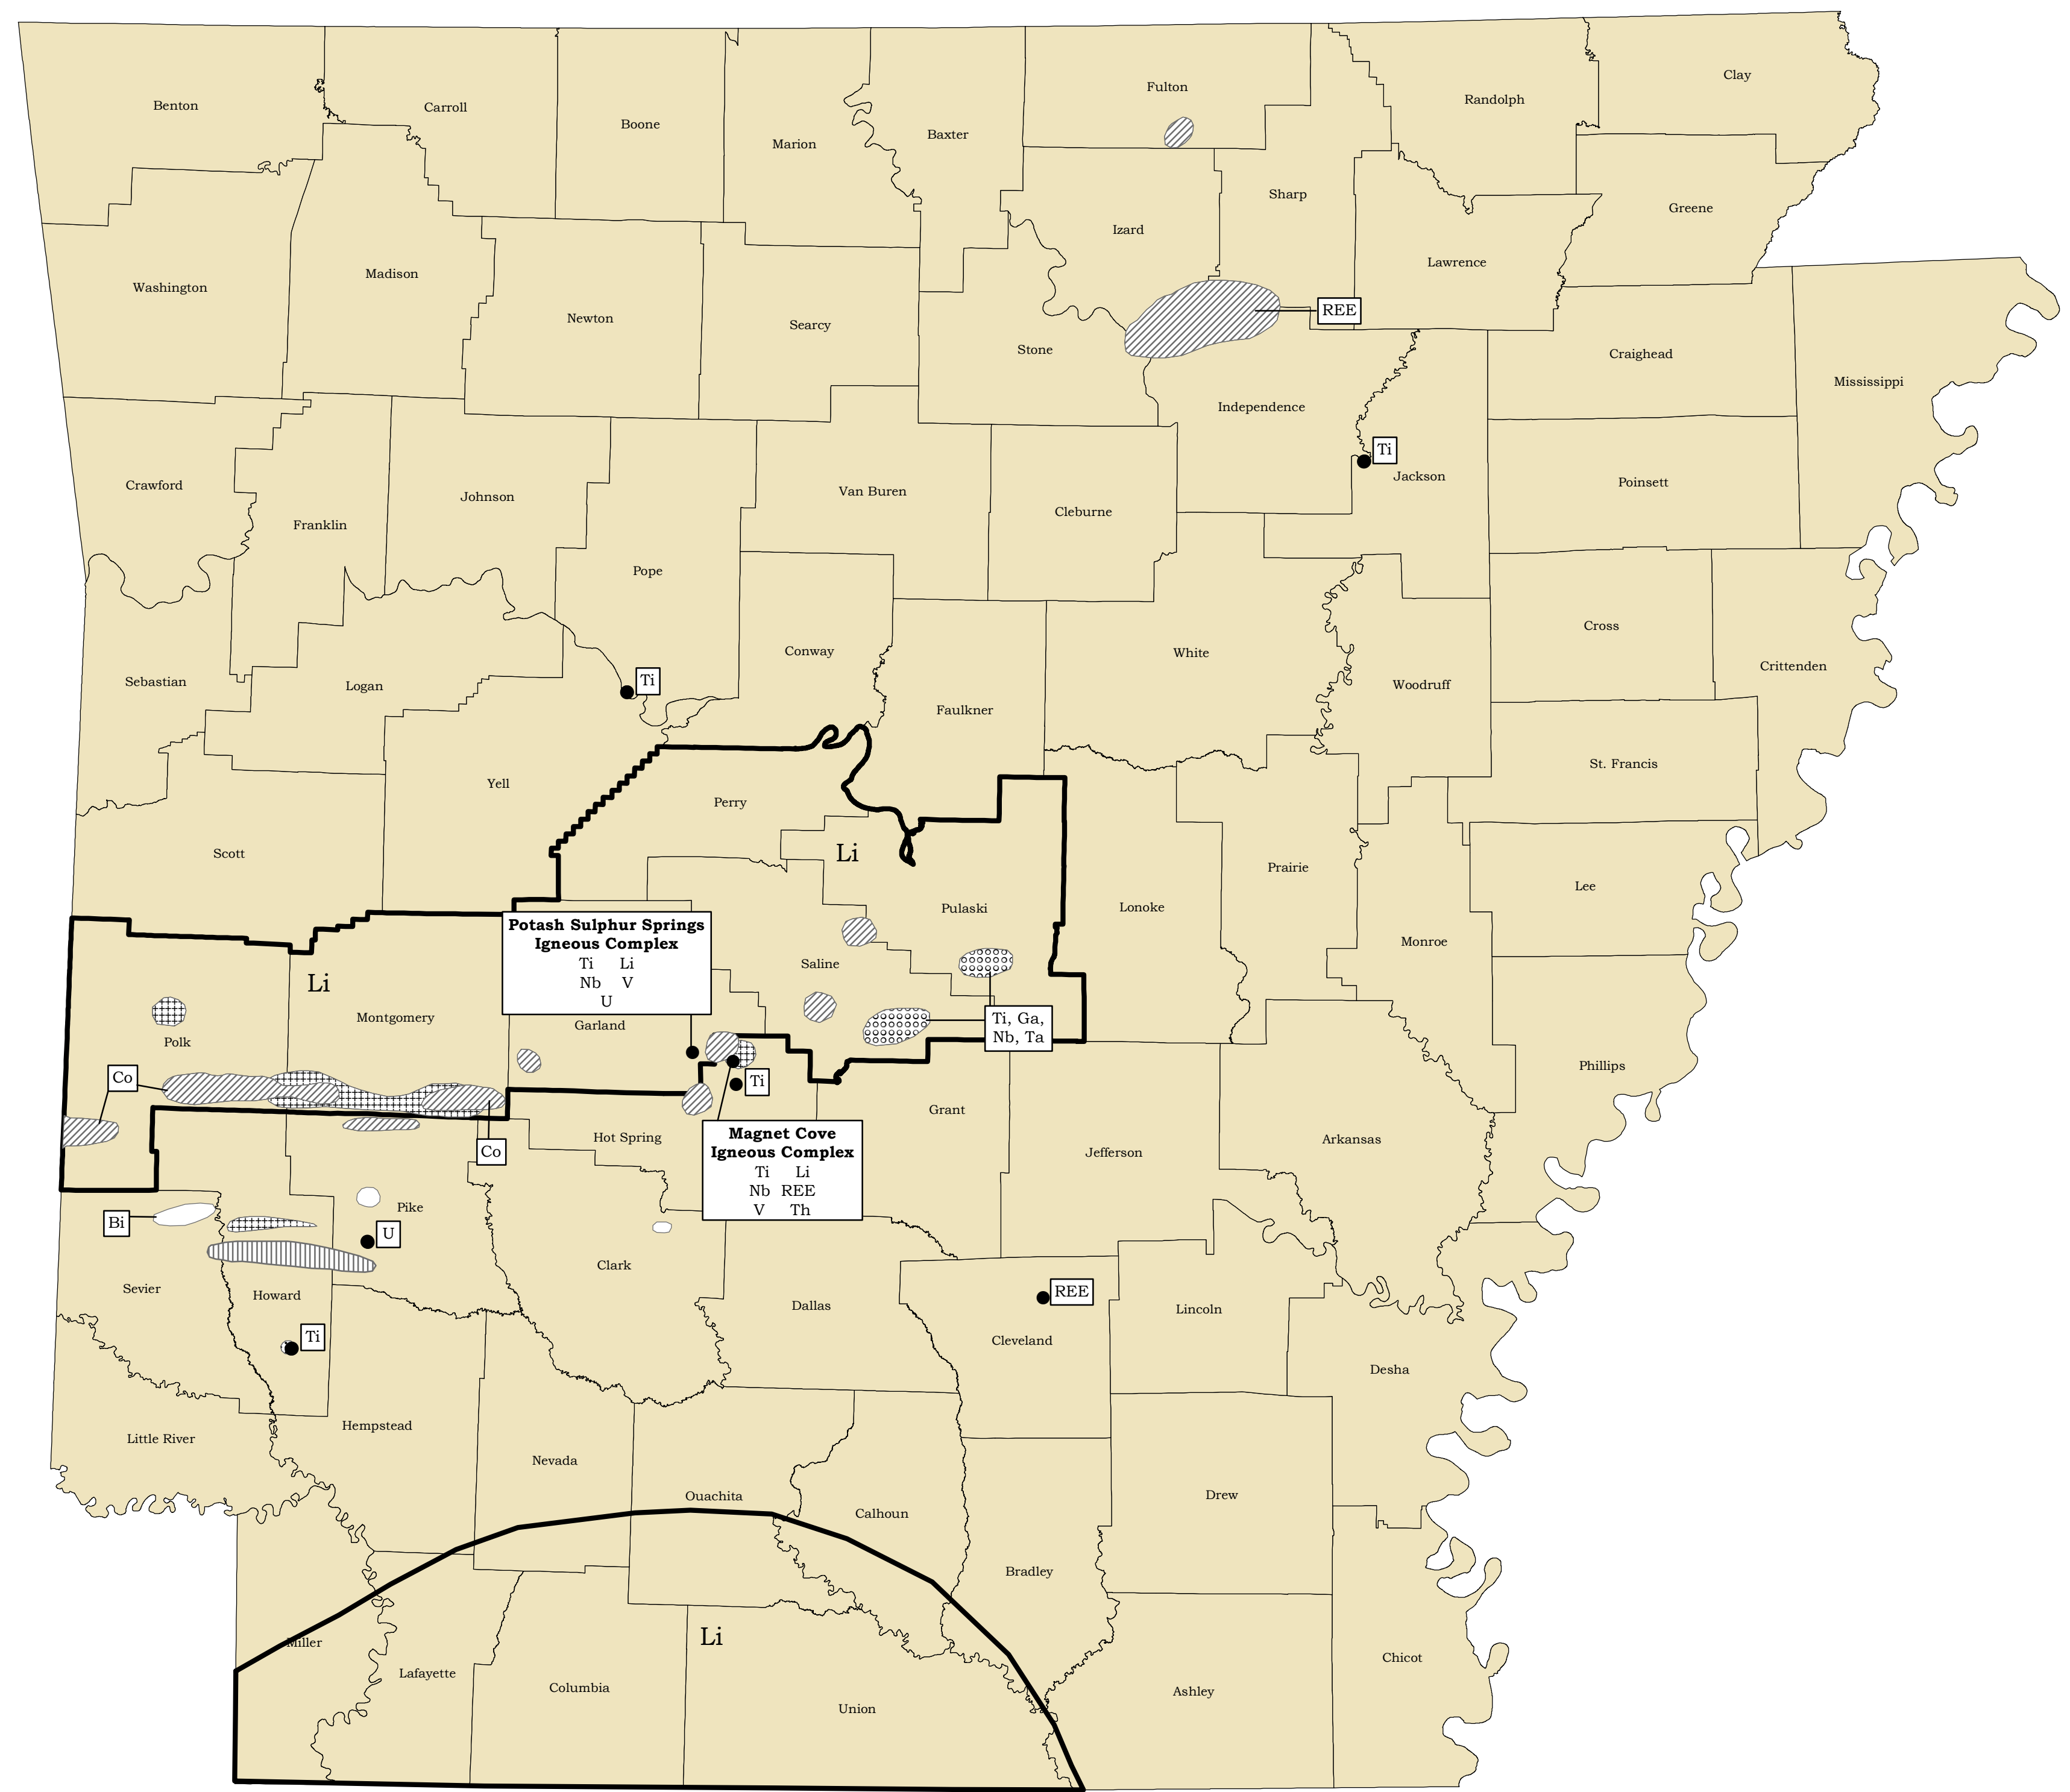 Benton
Carroll
Boone
Marion
Baxter
Fulton
Randolph
Clay
Sharp
Greene
Izard
Washington
Madison
Newton
Searcy
Stone
Lawrence
REE
Craighead
Mississippi
Independence
Ti
Jackson
Poinsett
Crawford
Franklin
Johnson
Van Buren
Cleburne
Pope
Conway
White
Cross
Crittenden
Woodruff
Sebastian
Logan
Ti
Faulkner
St. Francis
Yell
Perry
Scott
Li
Prairie
Lee
Pulaski
Lonoke
Monroe
Potash Sulphur Springs
Igneous Complex
Ti Li
Nb V
U
Saline
Li
Montgomery
Garland
Ti, Ga,
Nb, Ta
Polk
Co
Ti
Phillips
Grant
Hot Spring
Co
Magnet Cove
Igneous Complex
Ti Li
Nb REE
V Th
Jefferson
Arkansas
Pike
Bi
U
Clark
Sevier
Howard
Dallas
REE
Cleveland
Lincoln
Ti
Desha
Hempstead
Little River
Nevada
Ouachita
Calhoun
Drew
Bradley
Li
Miller
Lafayette
Columbia
Union
Ashley
Chicot